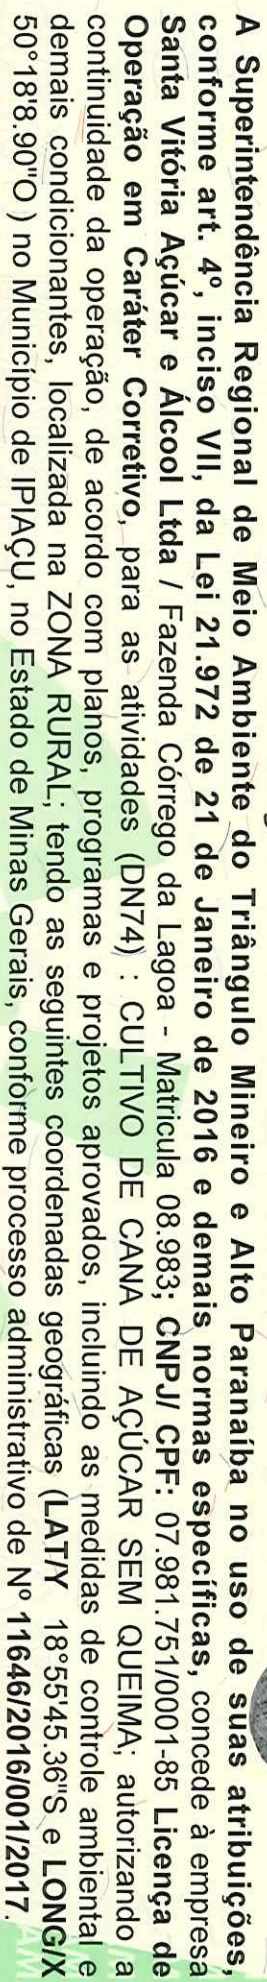 A Superintendência Regional de Meio Ambiente do Triângulo Mineiro e Alto Paranaíba no uso de suas atribuições,
conforme art. 4º, inciso VII, da Lei 21.972 de 21 de Janeiro de 2016 e demais normas específicas, concede à empresa
Santa Vitória Açúcar e Álcool Ltda / Fazenda Córrego da Lagoa - Matricula 08.983; CNPJ/ CPF: 07.981.751/0001-85 Licença de
Operação em Caráter Corretivo, para as atividades (DN74) : CULTIVO DE CANA DE AÇÚCAR SEM QUEIMA; autorizando a
continuidade da operação, de acordo com planos, programas e projetos aprovados, incluindo as medidas de controle ambiental e
demais condicionantes, localizada na ZONA RURAL; tendo as seguintes coordenadas geográficas (LAT/Y 18°55'45.36"S e LONG/X
50°18'8.90"O ) no Município de IPIAÇU, no Estado de Minas Gerais, conforme processo administrativo de Nº 11646/2016/001/2017.